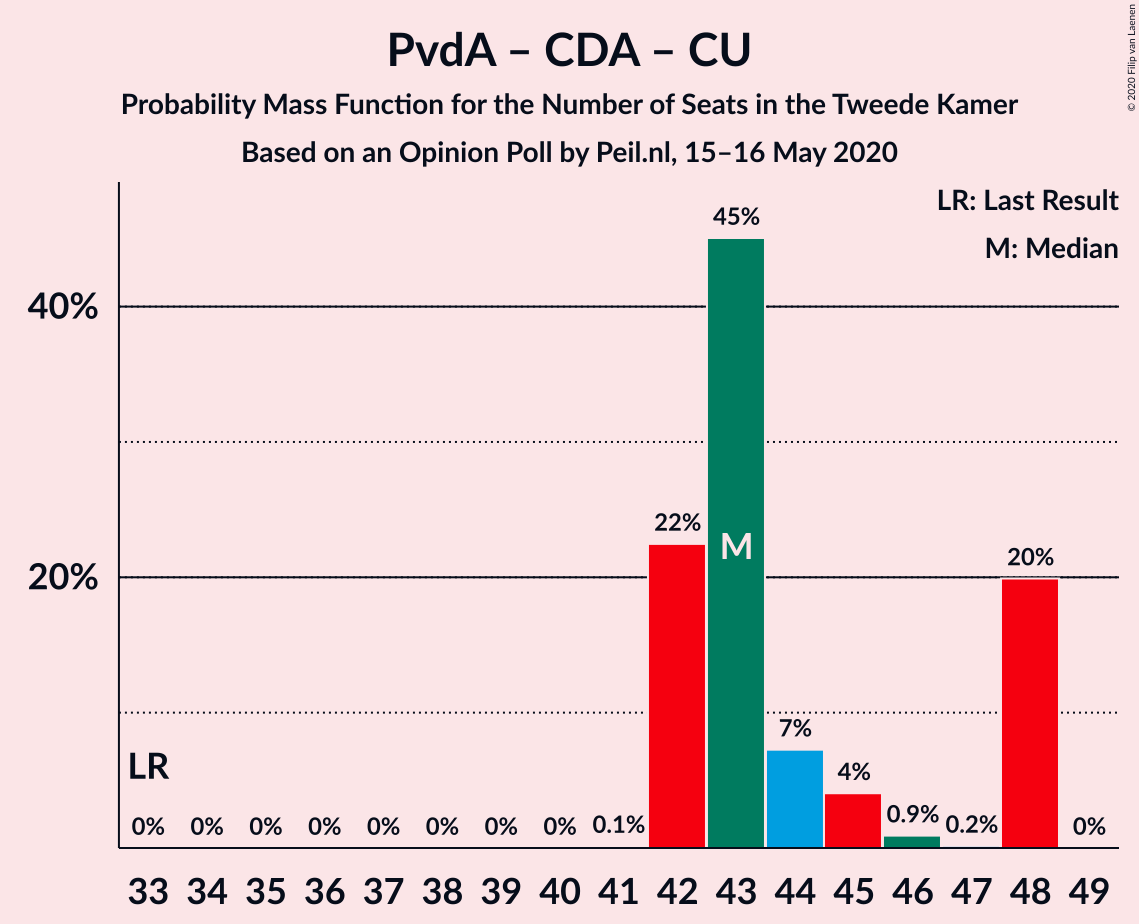 PvdA – CDA – CU
Probability Mass Function for the Number of Seats in the Tweede Kamer
Based on an Opinion Poll by Peil.nl, 15–16 May 2020
© 2020 Filip van Laenen
LR: Last Result
M: Median
40%
20%
45%
22%
M
20%
7%
4%
LR
0% 0% 0% 0% 0% 0% 0% 0% 0.1% 0.9% 0.2% 0%
33 34 35 36 37 38 39 40 41 42 43 44 45 46 47 48 49